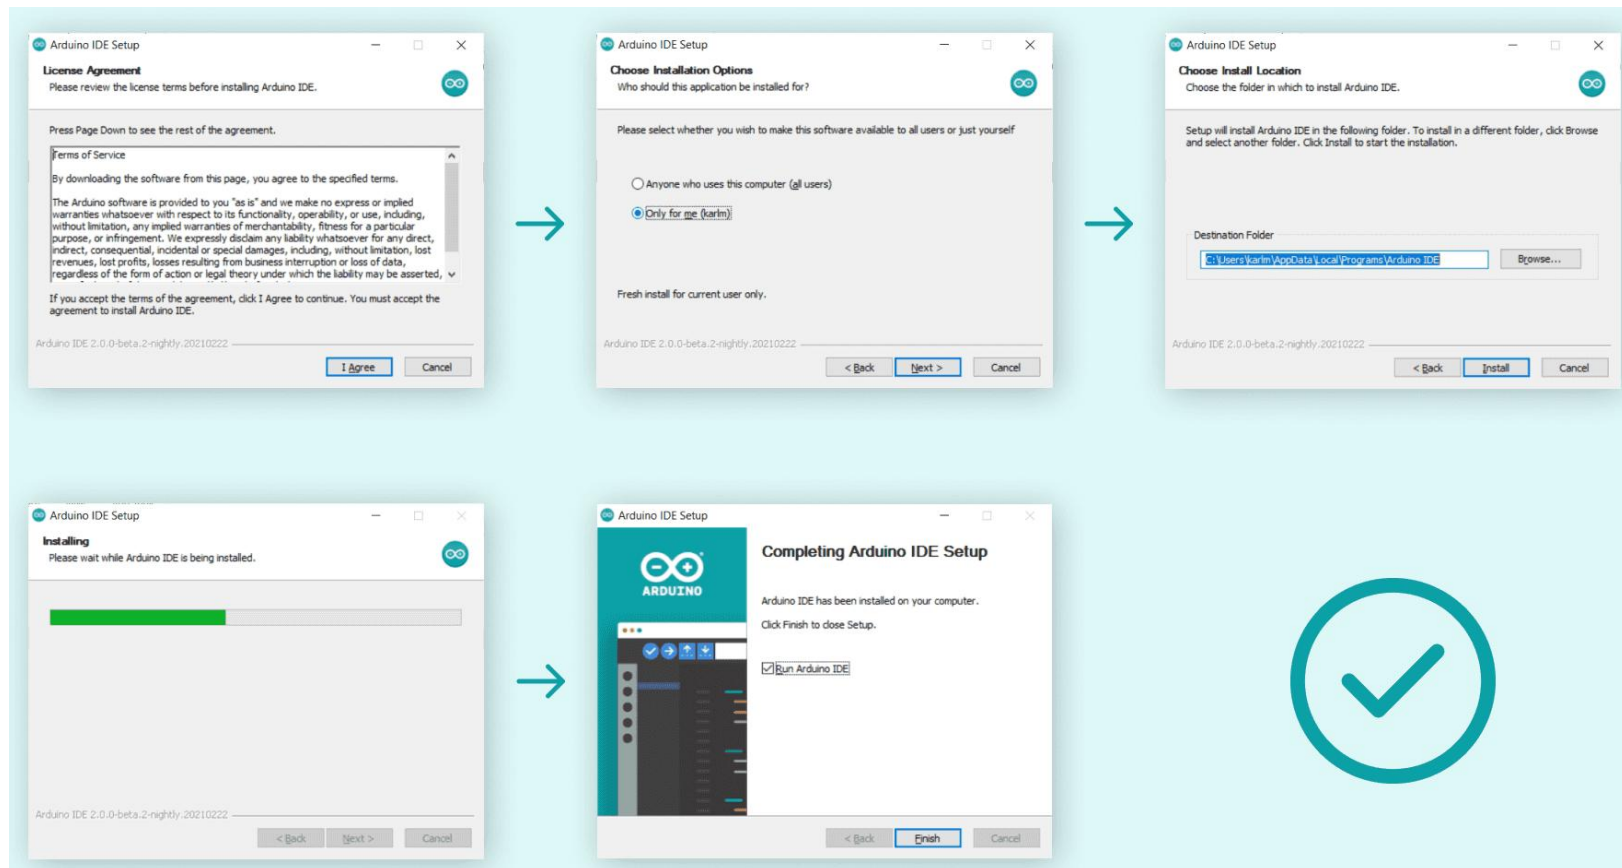 Arduino IDE Setup
License Agreement
Please review the license terms before installing Arduino IDE.
Press Page Down to see the rest of the agreement.
Terms of Service
By downloading the software from this page, you agree to the specified terms.
The Arduino software is provided to you "as is" and we make no express or implied
warranties whatsoever with respect to its functionality, operability, or use, including,
without limitation, any implied warranties of merchantability, fitness for a particular
purpose, or infringement. We expressly disclaim any liability whatsoever for any direct,
indirect, consequential, incidental or special damages, including, without limitation, lost
revenues, lost profits, losses resulting from business interruption or loss of data,
regardless of the form of action or legal theory under which the liability may be asserted,
If you accept the terms of the agreement, click I Agree to continue. You must accept the
agreement to install Arduino IDE.
Arduino IDE 2.0.0-beta.2-nightly.20210222
I Agree
Cancel
Arduino IDE Setup
Choose Installation Options
Who should this application be installed for?
Please select whether you wish to make this software available to all users or just yourself
Anyone who uses this computer (all users)
Only for me (karlm)
Fresh install for current user only.
Arduino IDE 2.0.0-beta.2-nightly.20210222
< Back
Next >
Cancel
Arduino IDE Setup
Choose Install Location
Choose the folder in which to install Arduino IDE.
Setup will install Arduino IDE in the following folder. To install in a different folder, click Browse
and select another folder. Click Install to start the installation.
Destination Folder
C:\Users\karlm\AppData\Local\Programs\Arduino IDE
Browse...
Arduino IDE 2.0.0-beta.2-nightly.20210222
< Back
Install
Cancel
Arduino IDE Setup
Installing
Please wait while Arduino IDE is being installed.
Arduino IDE 2.0.0-beta.2-nightly.20210222
< Back
Next >
Cancel
Arduino IDE Setup
ARDUINO
Completing Arduino IDE Setup
Arduino IDE has been installed on your computer.
Click Finish to close Setup.
Run Arduino IDE
< Back
Finish
Cancel